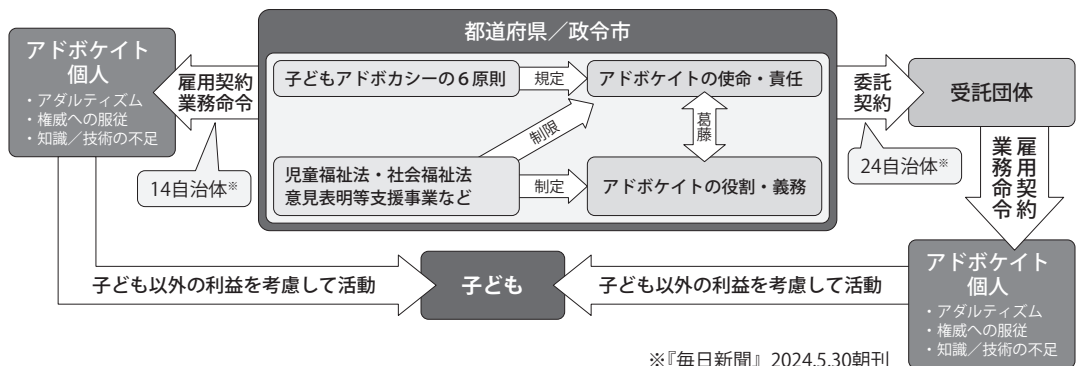 都道府県／政令市
アドボケイト
個人
・アダルティズム
・権威への服従
・知識／技術の不足
雇用契約
業務命令
14自治体※
子どもアドボカシーの６原則
規定
アドボケイトの使命・責任
制限
葛藤
児童福祉法・社会福祉法
意見表明等支援事業など
制定
アドボケイトの役割・義務
委託
契約
24自治体※
受託団体
雇用契約
業務命令
アドボケイト
個人
・アダルティズム
・権威への服従
・知識／技術の不足
子ども以外の利益を考慮して活動
子ども
子ども以外の利益を考慮して活動
※『毎日新聞』2024.5.30朝刊